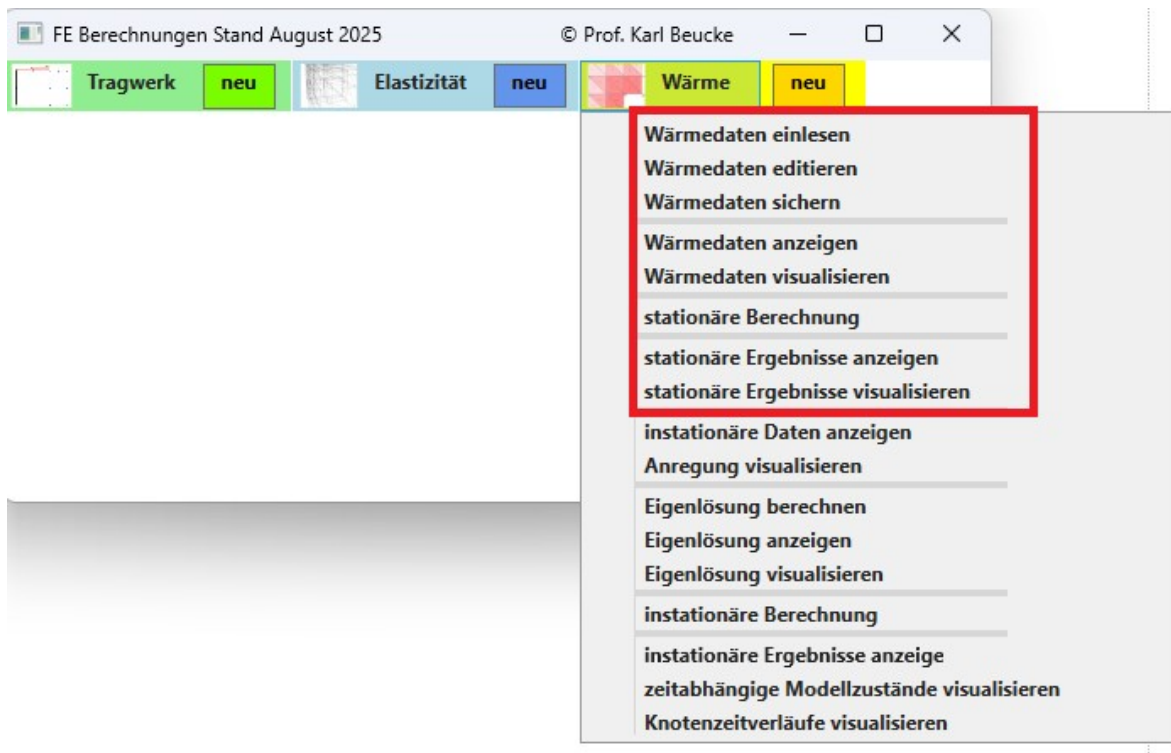 FE Berechnungen Stand August 2025 © Prof. Karl Beucke
Tragwerk neu Elastizität neu Wärme neu
Wärmedaten einlesen
Wärmedaten editieren
Wärmedaten sichern
Wärmedaten anzeigen
Wärmedaten visualisieren
stationäre Berechnung
stationäre Ergebnisse anzeigen
stationäre Ergebnisse visualisieren
instationäre Daten anzeigen
Anregung visualisieren
Eigenlösung berechnen
Eigenlösung anzeigen
Eigenlösung visualisieren
instationäre Berechnung
instationäre Ergebnisse anzeige
zeitabhängige Modellzustände visualisieren
Knotenzeitverläufe visualisieren